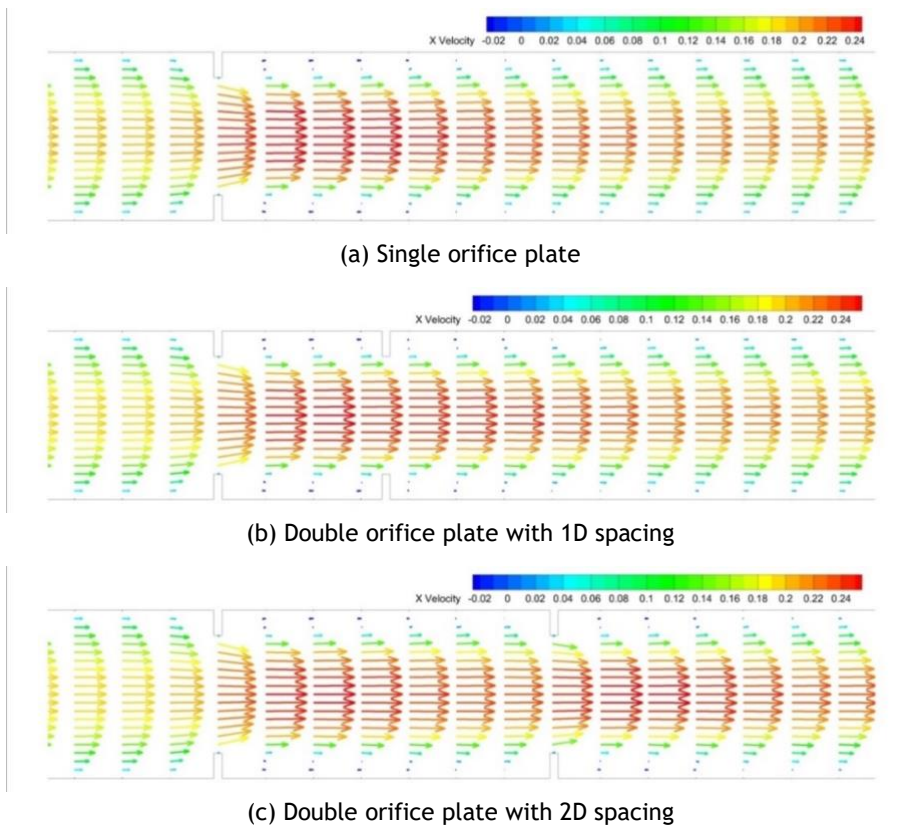 X Velocity -0.02 0 0.02 0.04 0.06 0.08 0.1 0.12 0.14 0.16 0.18 0.2 0.22 0.24
(a) Single orifice plate
X Velocity -0.02 0 0.02 0.04 0.06 0.08 0.1 0.12 0.14 0.16 0.18 0.2 0.22 0.24
(b) Double orifice plate with 1D spacing
X Velocity -0.02 0 0.02 0.04 0.06 0.08 0.1 0.12 0.14 0.16 0.18 0.2 0.22 0.24
(c) Double orifice plate with 2D spacing